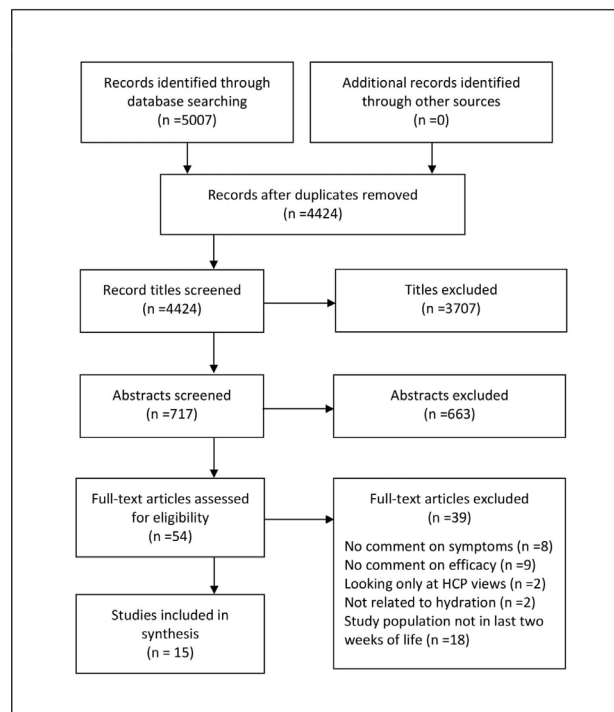 Records identified through
database searching
(n =5007)
Additional records identified
through other sources
(n =0)
Records after duplicates removed
(n =4424)
Record titles screened
(n =4424)
Titles excluded
(n =3707)
Abstracts screened
(n =717)
Abstracts excluded
(n =663)
Full-text articles assessed
for eligibility
(n =54)
Full-text articles excluded
(n =39)
No comment on symptoms (n =8)
No comment on efficacy (n =9)
Looking only at HCP views (n =2)
Not related to hydration (n =2)
Study population not in last two
weeks of life (n =18)
Studies included in
synthesis
(n = 15)